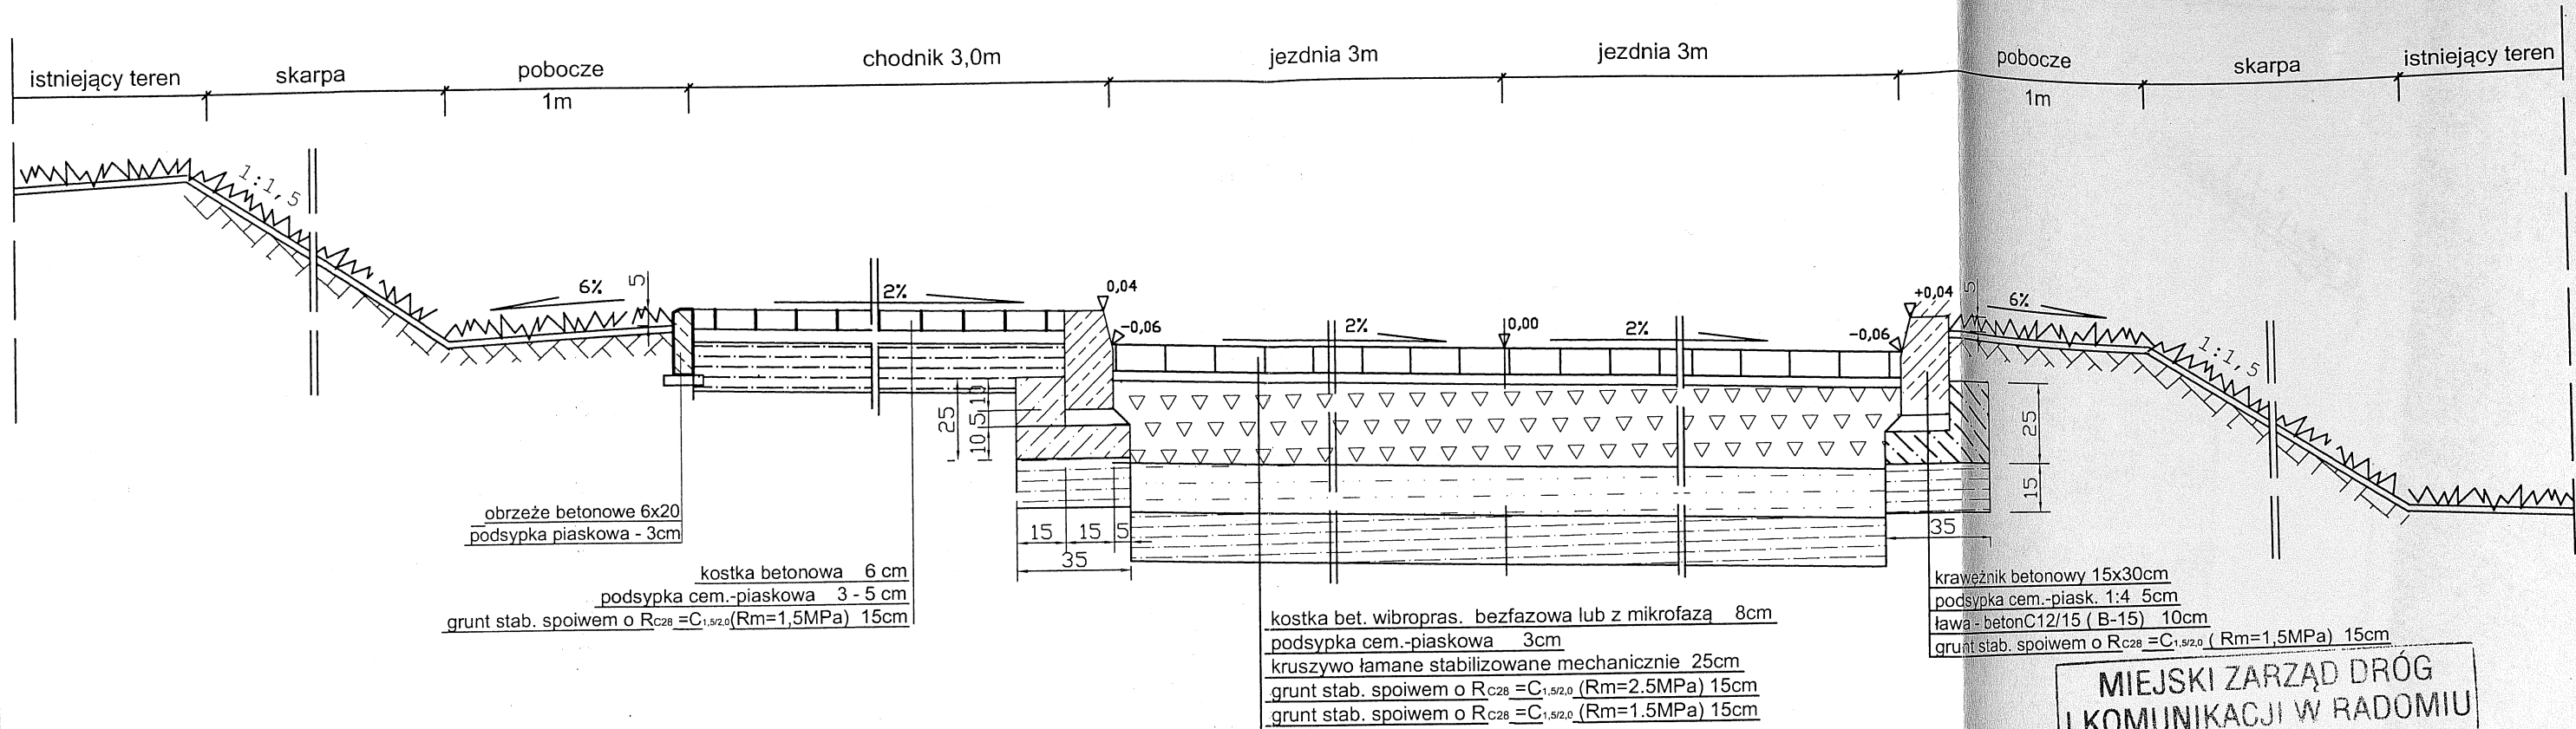 istniejący teren
skarpa
pobocze
1m
chodnik 3,0m
jezdnia 3m
jezdnia 3m
pobocze
1m
skarpa
istniejący teren
1:1,5
6%
5
2%
0,04
-0,06
2%
0,00
2%
-0,06
+0,04
5
6%
1:1,5
25
10
5
10
25
15
15
15
5
35
35
obrzeże betonowe 6x20
podsypka piaskowa - 3cm
kostka betonowa 6 cm
podsypka cem.-piaskowa 3 - 5 cm
grunt stab. spoiwem o RC28 =C1,5/2,0(Rm=1,5MPa) 15cm
kostka bet. wibropras. bezfazowa lub z mikrofazą 8cm
podsypka cem.-piaskowa 3cm
kruszywo łamane stabilizowane mechanicznie 25cm
grunt stab. spoiwem o RC28 =C1,5/2,0 (Rm=2.5MPa) 15cm
grunt stab. spoiwem o RC28 =C1,5/2,0 (Rm=1.5MPa) 15cm
krawężnik betonowy 15x30cm
podsypka cem.-piask. 1:4 5cm
ława - betonC12/15 ( B-15) 10cm
grunt stab. spoiwem o RC28 =C1,5/2,0 ( Rm=1,5MPa) 15cm
MIEJSKI ZARZĄD DRÓG
I KOMUNIKACJI W RADOMIU